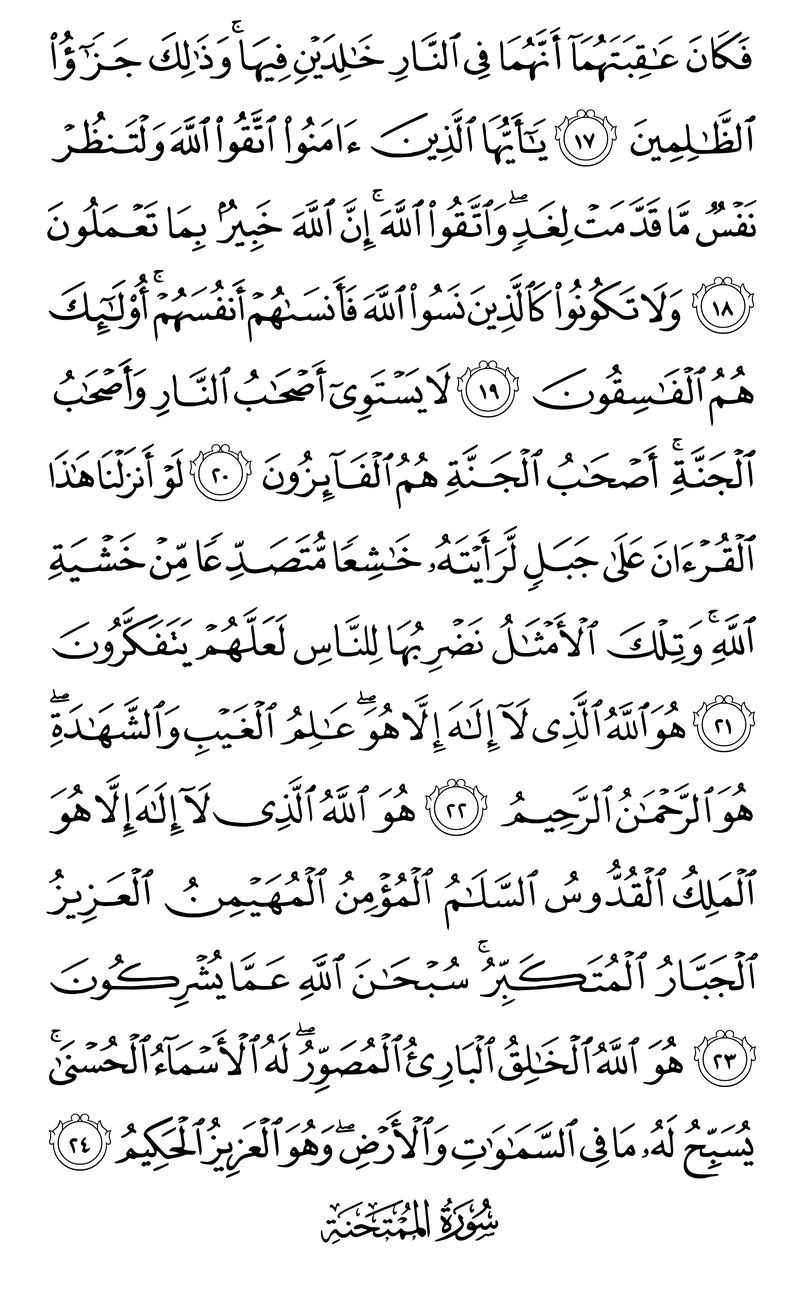 فَكَانَ عَـٰقِبَتَهُمَآ أَنَّهُمَا فِى ٱلنَّارِ خَـٰلِدَيْنِ فِيهَا ۚ وَذَٰلِكَ جَزَٰٓؤُا۟
ٱلظَّـٰلِمِينَ ١٧ يَـٰٓأَيُّهَا ٱلَّذِينَ ءَامَنُوا۟ ٱتَّقُوا۟ ٱللَّهَ وَلْتَنظُرْ
نَفْسٌ مَّا قَدَّمَتْ لِغَدٍ ۖ وَٱتَّقُوا۟ ٱللَّهَ ۚ إِنَّ ٱللَّهَ خَبِيرٌۢ بِمَا تَعْمَلُونَ
١٨ وَلَا تَكُونُوا۟ كَٱلَّذِينَ نَسُوا۟ ٱللَّهَ فَأَنسَىٰهُمْ أَنفُسَهُمْ ۚ أُو۟لَـٰٓئِكَ
هُمُ ٱلْفَـٰسِقُونَ ١٩ لَا يَسْتَوِىٓ أَصْحَـٰبُ ٱلنَّارِ وَأَصْحَـٰبُ
ٱلْجَنَّةِ ۚ أَصْحَـٰبُ ٱلْجَنَّةِ هُمُ ٱلْفَآئِزُونَ ٢٠ لَوْ أَنزَلْنَا هَـٰذَا
ٱلْقُرْءَانَ عَلَىٰ جَبَلٍ لَّرَأَيْتَهُۥ خَـٰشِعًا مُّتَصَدِّعًا مِّنْ خَشْيَةِ
ٱللَّهِ ۚ وَتِلْكَ ٱلْأَمْثَـٰلُ نَضْرِبُهَا لِلنَّاسِ لَعَلَّهُمْ يَتَفَكَّرُونَ
٢١ هُوَ ٱللَّهُ ٱلَّذِى لَآ إِلَـٰهَ إِلَّا هُوَ ۖ عَـٰلِمُ ٱلْغَيْبِ وَٱلشَّهَـٰدَةِ ۖ
هُوَ ٱلرَّحْمَـٰنُ ٱلرَّحِيمُ ٢٢ هُوَ ٱللَّهُ ٱلَّذِى لَآ إِلَـٰهَ إِلَّا هُوَ
ٱلْمَلِكُ ٱلْقُدُّوسُ ٱلسَّلَـٰمُ ٱلْمُؤْمِنُ ٱلْمُهَيْمِنُ ٱلْعَزِيزُ
ٱلْجَبَّارُ ٱلْمُتَكَبِّرُ ۚ سُبْحَـٰنَ ٱللَّهِ عَمَّا يُشْرِكُونَ
٢٣ هُوَ ٱللَّهُ ٱلْخَـٰلِقُ ٱلْبَارِئُ ٱلْمُصَوِّرُ ۖ لَهُ ٱلْأَسْمَآءُ ٱلْحُسْنَىٰ ۚ
يُسَبِّحُ لَهُۥ مَا فِى ٱلسَّمَـٰوَٰتِ وَٱلْأَرْضِ ۖ وَهُوَ ٱلْعَزِيزُ ٱلْحَكِيمُ ٢٤
سُورَةُ المُمْتَحَنَةِ